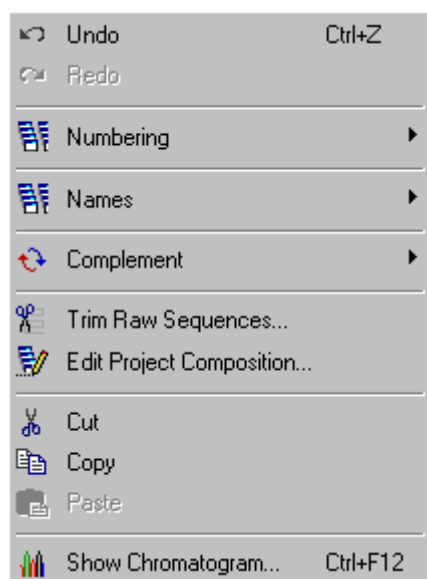 Undo Ctrl+Z
Redo
Numbering
Names
Complement
Trim Raw Sequences...
Edit Project Composition...
Cut
Copy
Paste
Show Chromatogram... Ctrl+F12